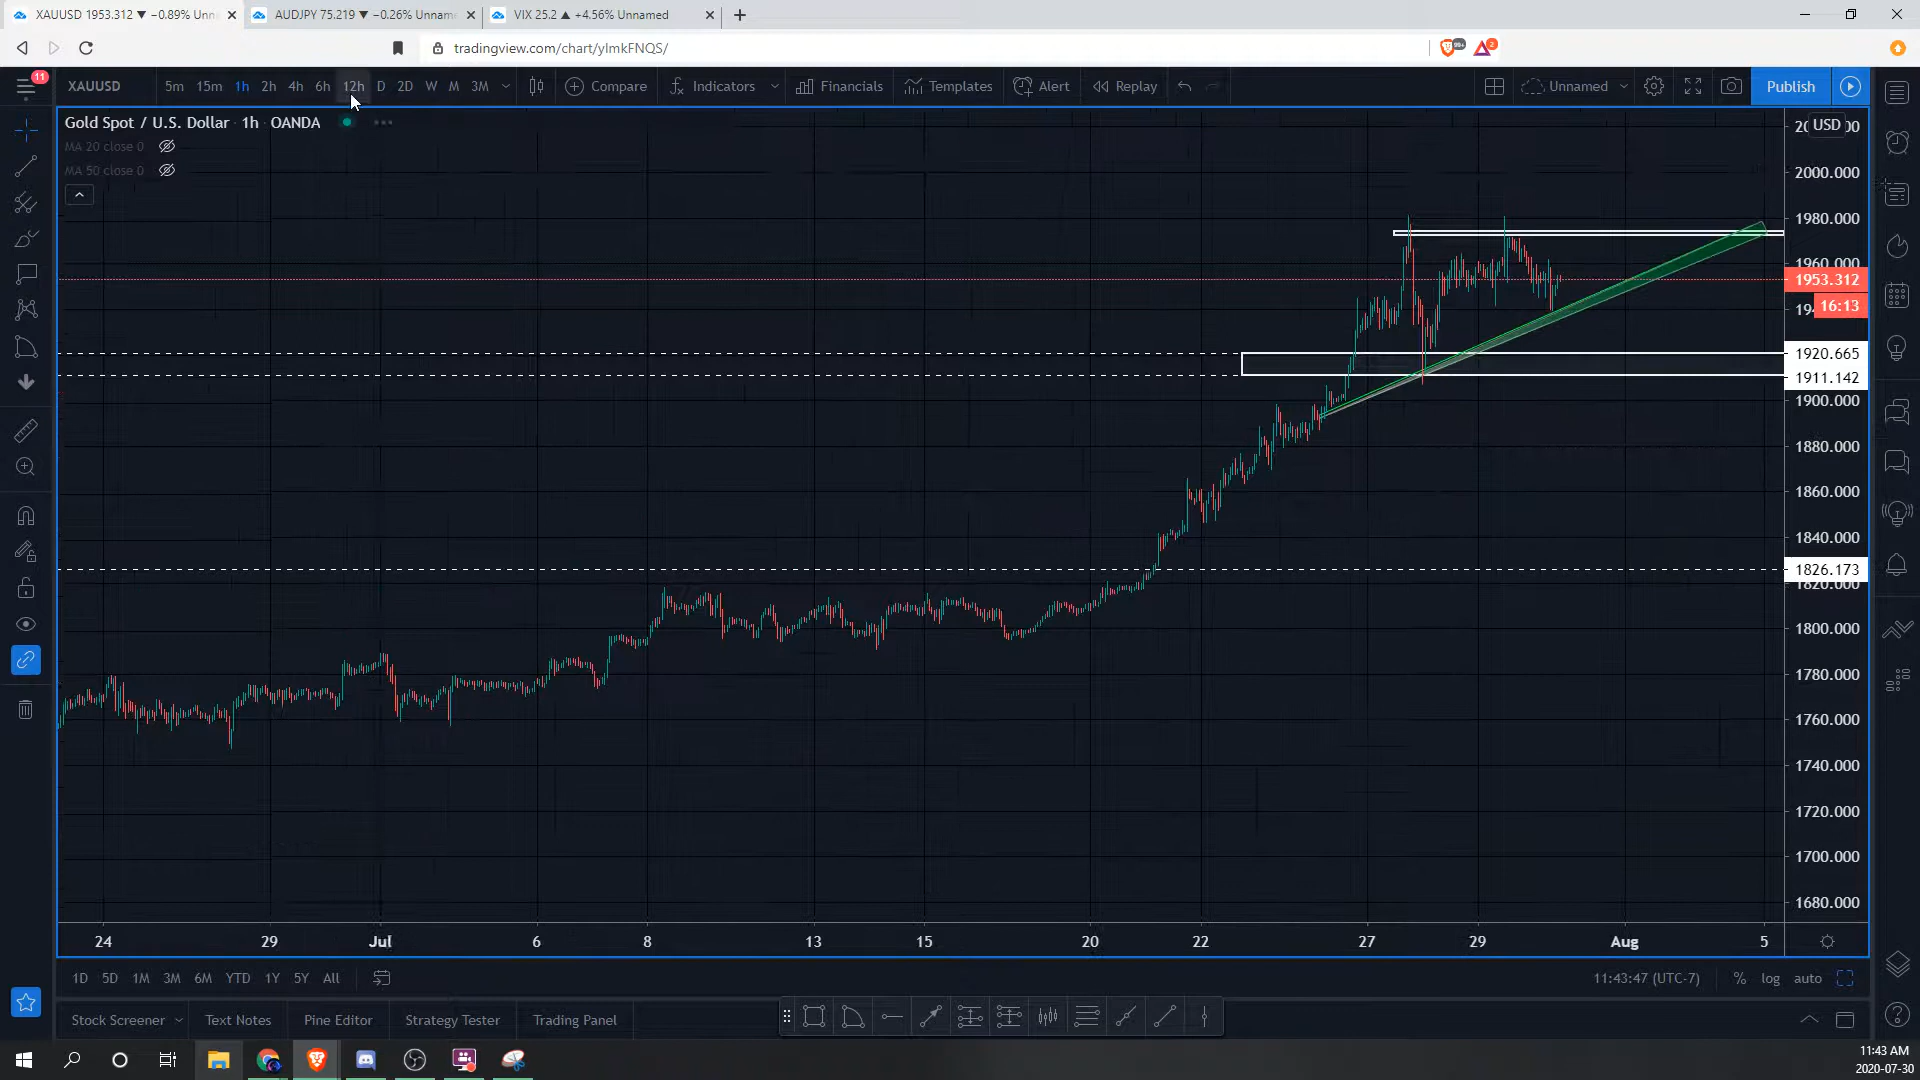 XAUUSD 1953.312 ▼ −0.89% Unn
AUDJPY 75.219 ▼ −0.26% Unnam
VIX 25.2 ▲ +4.56% Unnamed
tradingview.com/chart/ylmkFNQS/
99+
2
11
XAUUSD
5m 15m 1h 2h 4h 6h 12h D 2D W M 3M
Compare
Indicators
Financials
Templates
Alert
Replay
Unnamed
Publish
Gold Spot / U.S. Dollar · 1h · OANDA
MA 20 close 0
MA 50 close 0
USD
2000.000
1980.000
1960.000
1953.312
16:13
1920.665
1911.142
1900.000
1880.000
1860.000
1840.000
1826.173
1820.000
1800.000
1780.000
1760.000
1740.000
1720.000
1700.000
1680.000
24 29 Jul 6 8 13 15 20 22 27 29 Aug 5
1D 5D 1M 3M 6M YTD 1Y 5Y All
11:43:47 (UTC-7) % log auto
Stock Screener Text Notes Pine Editor Strategy Tester Trading Panel
11:43 AM
2020-07-30